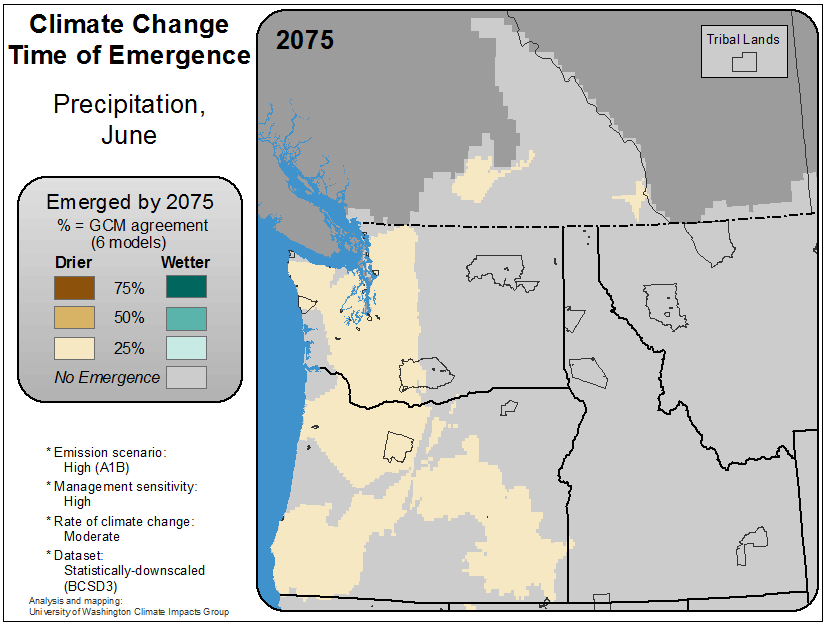 Climate Change
Time of Emergence
Precipitation,
June
Emerged by 2075
% = GCM agreement
(6 models)
Drier Wetter
75%
50%
25%
No Emergence
* Emission scenario:
High (A1B)
* Management sensitivity:
High
* Rate of climate change:
Moderate
* Dataset:
Statistically-downscaled
(BCSD3)
Analysis and mapping:
University of Washington Climate Impacts Group
2075
Tribal Lands